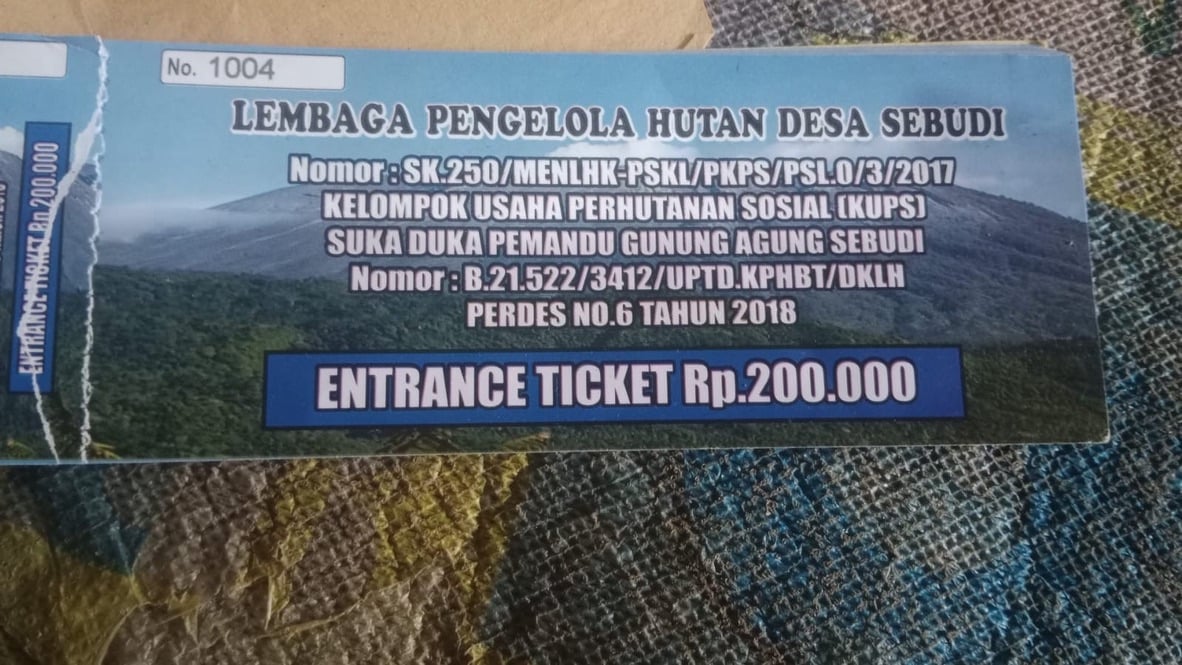 No. 1004
LEMBAGA PENGELOLA HUTAN DESA SEBUDI
Nomor : SK.250/MENLHK-PSKL/PKPS/PSL.0/3/2017
KELOMPOK USAHA PERHUTANAN SOSIAL (KUPS)
SUKA DUKA PEMANDU GUNUNG AGUNG SEBUDI
Nomor : B.21.522/3412/UPTD.KPHBT/DKLH
PERDES NO.6 TAHUN 2018
ENTRANCE TICKET Rp.200.000
ENTRANCE TICKET Rp.200.000